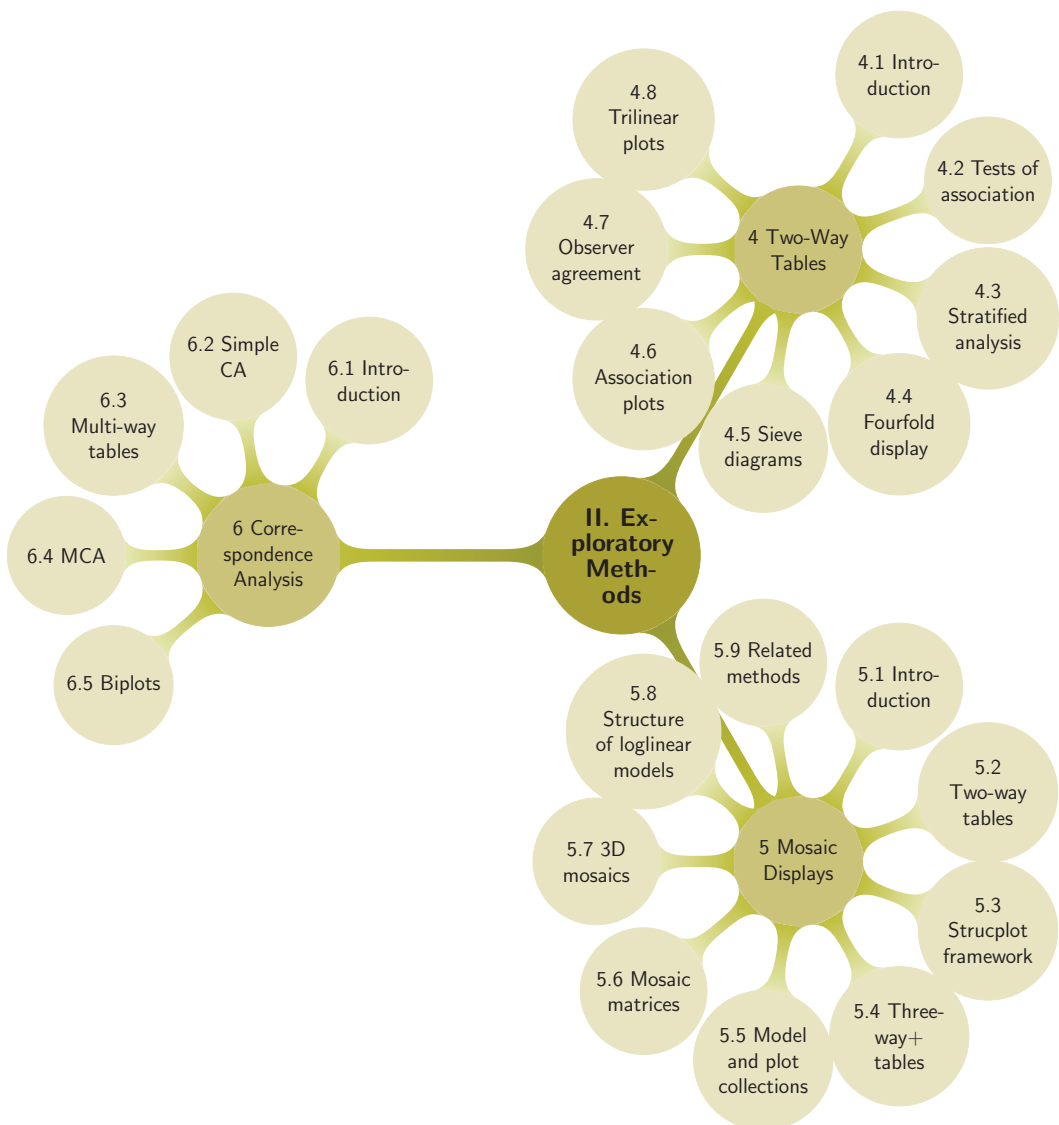 II. Ex-
ploratory
Meth-
ods
4 Two-Way
Tables
4.1 Intro-
duction
4.2 Tests of
association
4.3
Stratified
analysis
4.4
Fourfold
display
4.5 Sieve
diagrams
4.6
Association
plots
4.7
Observer
agreement
4.8
Trilinear
plots
5 Mosaic
Displays
5.1 Intro-
duction
5.2
Two-way
tables
5.3
Strucplot
framework
5.4 Three-
way+
tables
5.5 Model
and plot
collections
5.6 Mosaic
matrices
5.7 3D
mosaics
5.8
Structure
of loglinear
models
5.9 Related
methods
6 Corre-
spondence
Analysis
6.1 Intro-
duction
6.2 Simple
CA
6.3
Multi-way
tables
6.4 MCA
6.5 Biplots